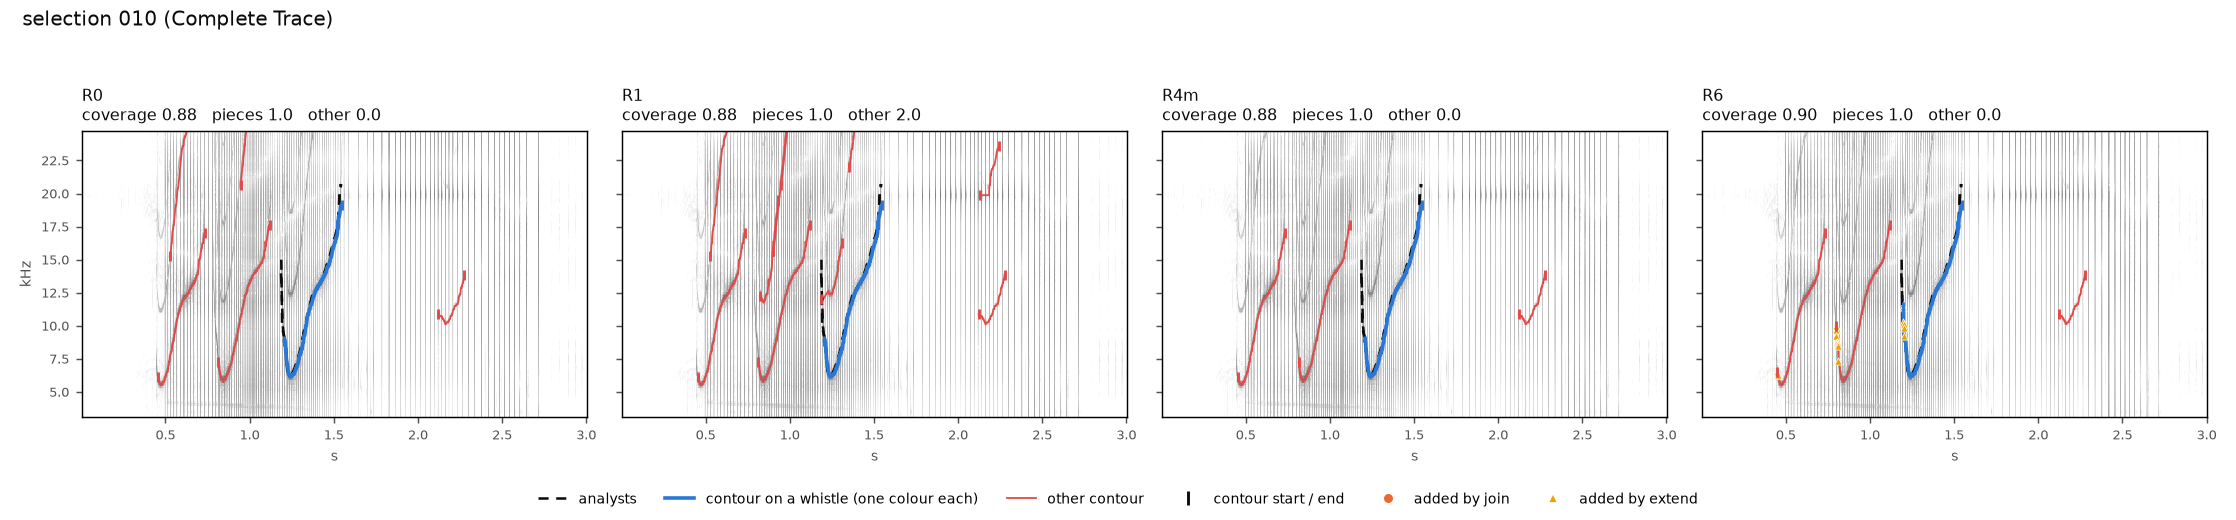 selection 010 (Complete Trace)
R0
coverage 0.88 pieces 1.0 other 0.0
R1
coverage 0.88 pieces 1.0 other 2.0
R4m
coverage 0.88 pieces 1.0 other 0.0
R6
coverage 0.90 pieces 1.0 other 0.0
22.5
20.0
17.5
15.0
12.5
10.0
7.5
5.0
kHz
0.5 1.0 1.5 2.0 2.5 3.0
0.5 1.0 1.5 2.0 2.5 3.0
0.5 1.0 1.5 2.0 2.5 3.0
0.5 1.0 1.5 2.0 2.5 3.0
s
s
s
s
analysts
contour on a whistle (one colour each)
other contour
contour start / end
added by join
added by extend